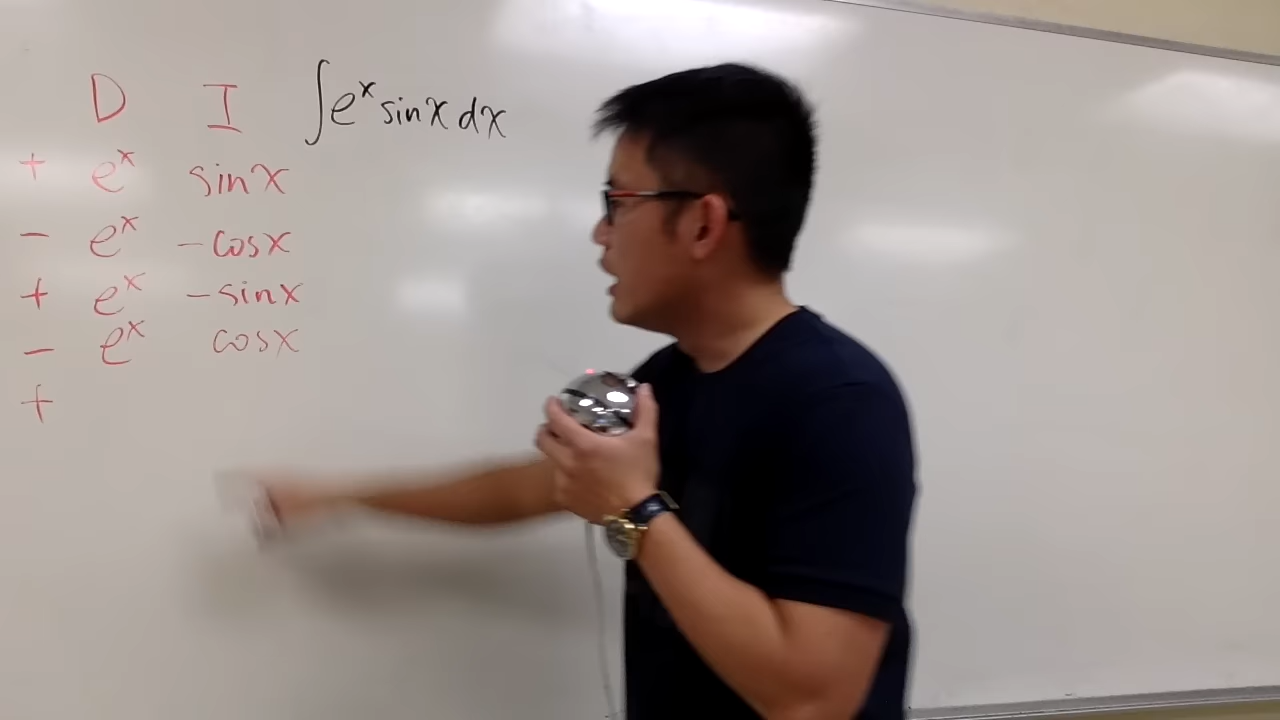 D I ∫eˣ sinx dx
+ eˣ sinx
- eˣ -cosx
+ eˣ -sinx
- eˣ cosx
+